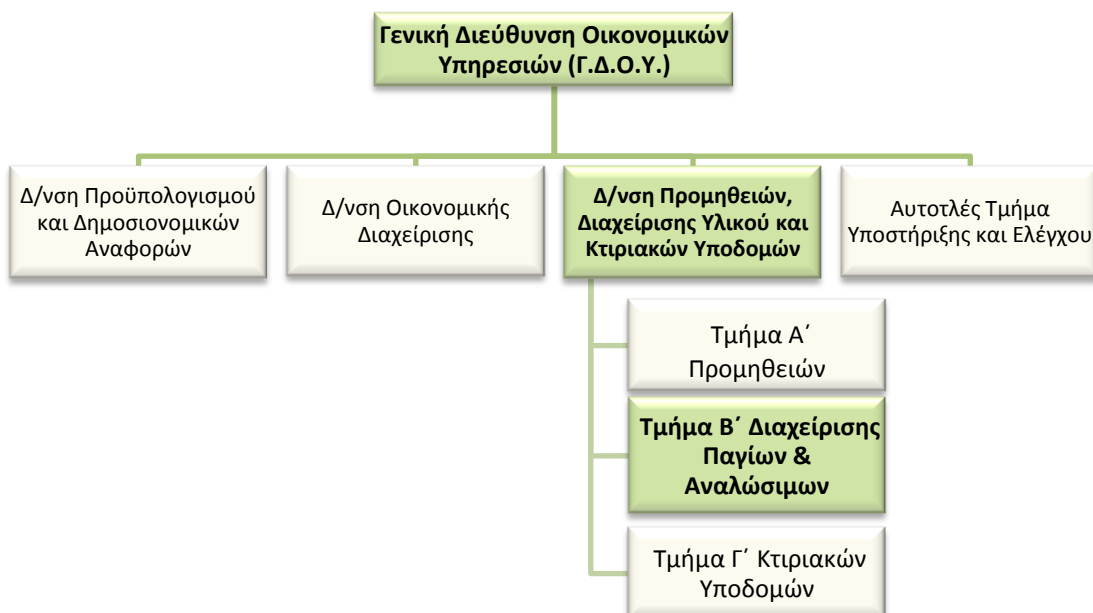 Γενική Διεύθυνση Οικονομικών
Υπηρεσιών (Γ.Δ.Ο.Υ.)
Δ/νση Προϋπολογισμού
και Δημοσιονομικών
Αναφορών
Δ/νση Οικονομικής
Διαχείρισης
Δ/νση Προμηθειών,
Διαχείρισης Υλικού και
Κτιριακών Υποδομών
Αυτοτλές Τμήμα
Υποστήριξης και Ελέγχου
Τμήμα Α΄
Προμηθειών
Τμήμα Β΄ Διαχείρισης
Παγίων &
Αναλώσιμων
Τμήμα Γ΄ Κτιριακών
Υποδομών